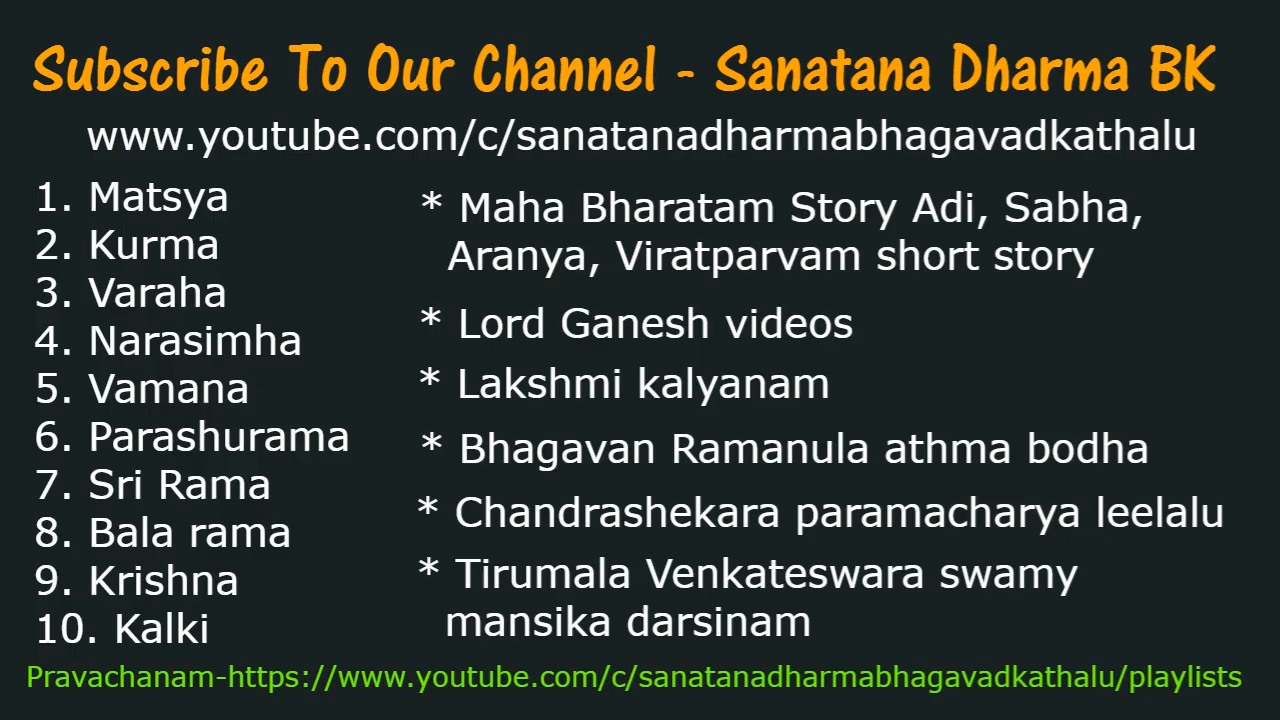 Subscribe To Our Channel - Sanatana Dharma BK
www.youtube.com/c/sanatanadharmabhagavadkathalu
1. Matsya
2. Kurma
3. Varaha
4. Narasimha
5. Vamana
6. Parashurama
7. Sri Rama
8. Bala rama
9. Krishna
10. Kalki
* Maha Bharatam Story Adi, Sabha,
Aranya, Viratparvam short story
* Lord Ganesh videos
* Lakshmi kalyanam
* Bhagavan Ramanula athma bodha
* Chandrashekara paramacharya leelalu
* Tirumala Venkateswara swamy
mansika darsinam
Pravachanam-https://www.youtube.com/c/sanatanadharmabhagavadkathalu/playlists